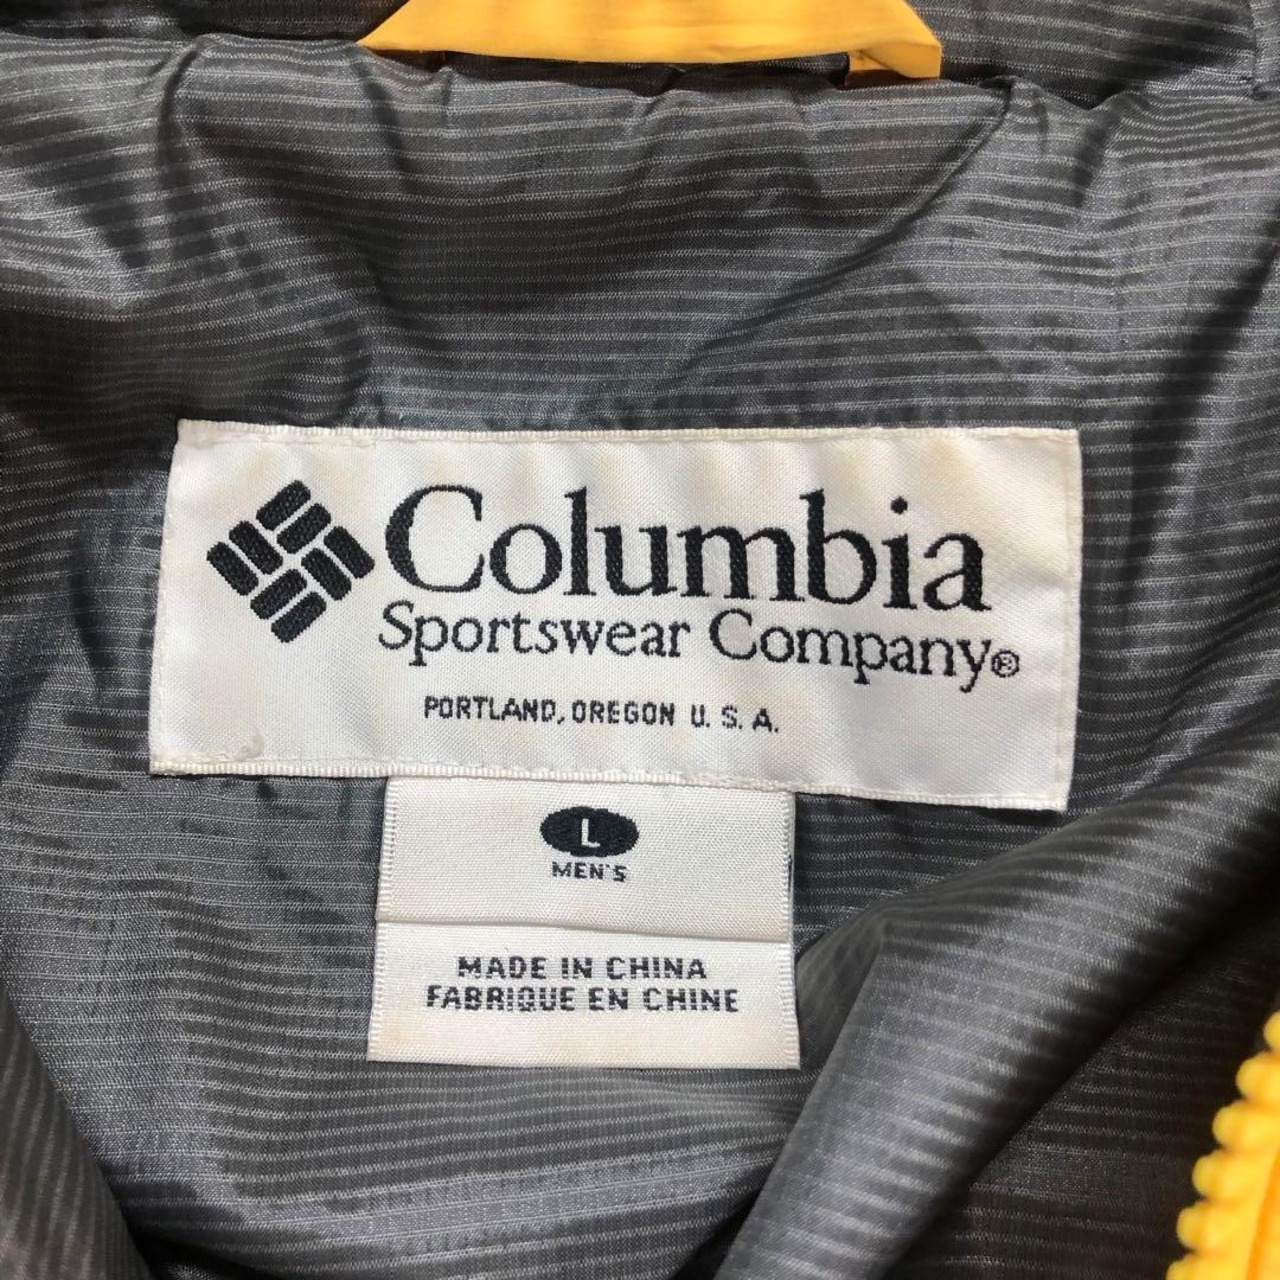 Columbia
Sportswear Company®
PORTLAND, OREGON U. S. A.
L
MEN'S
MADE IN CHINA
FABRIQUE EN CHINE